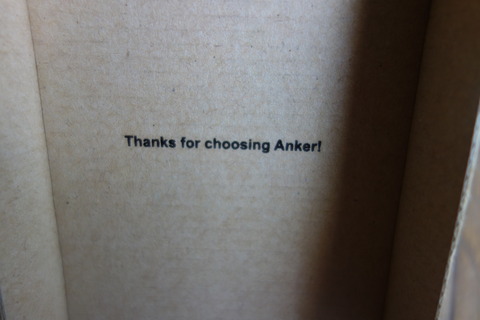 Thanks for choosing Anker!